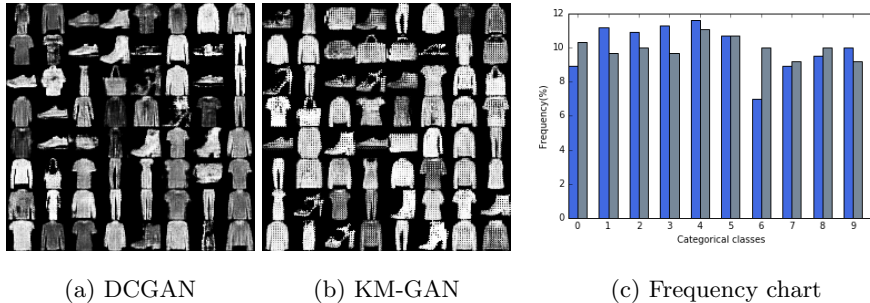 12
10
8
6
4
2
0
Frequency(%)
0 1 2 3 4 5 6 7 8 9
Categorical classes
(a) DCGAN (b) KM-GAN (c) Frequency chart